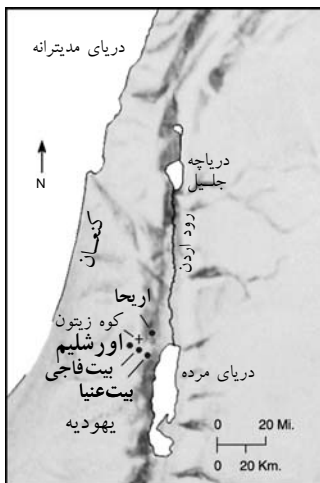 دریای مدیترانه
N
دریاچه
جلیل
کنعان
رود اردن
اریحا
کوه زیتون
اورشلیم
بیت‌فاجی
بیت‌عنیا
دریای مرده
یهودیه
0 20 Mi.
0 20 Km.